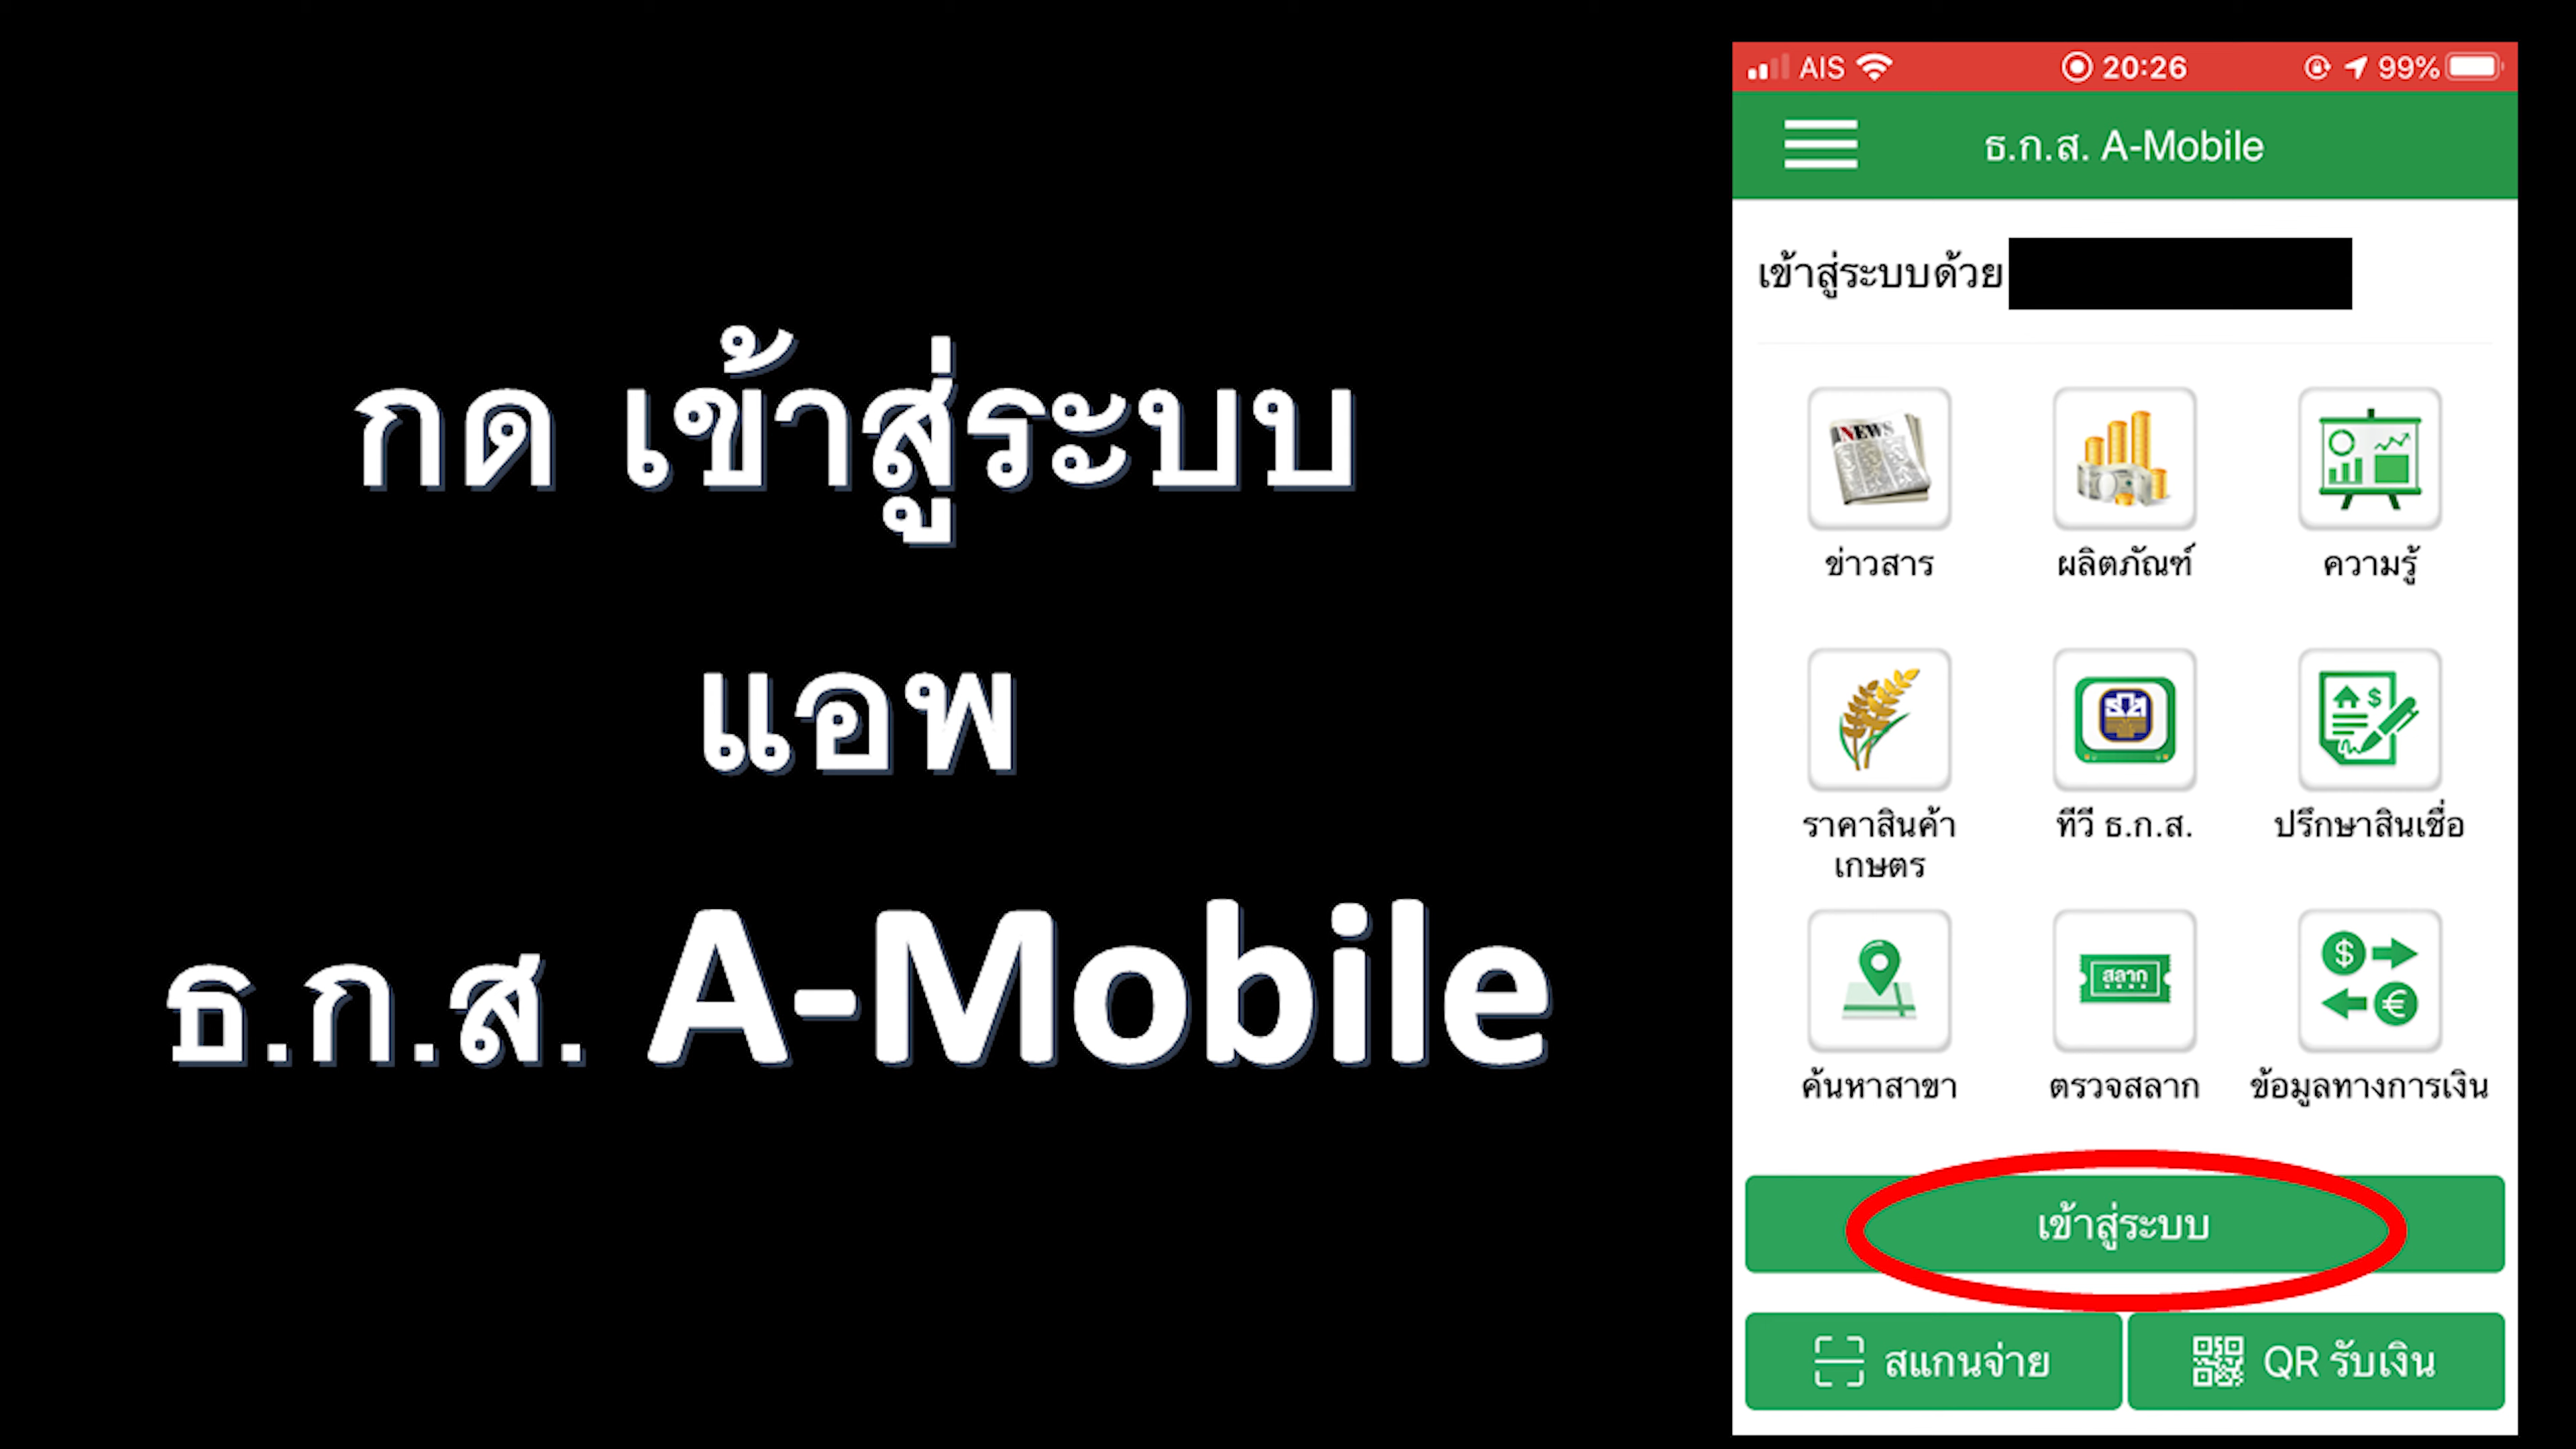 กด เข้าสู่ระบบ
แอพ
ธ.ก.ส. A-Mobile
AIS 20:26 99%
ธ.ก.ส. A-Mobile
เข้าสู่ระบบด้วย
NEWS
ข่าวสาร ผลิตภัณฑ์ ความรู้
ราคาสินค้า ทีวี ธ.ก.ส. ปรึกษาสินเชื่อ
เกษตร
สลาก
ค้นหาสาขา ตรวจสลาก ข้อมูลทางการเงิน
เข้าสู่ระบบ
สแกนจ่าย QR รับเงิน